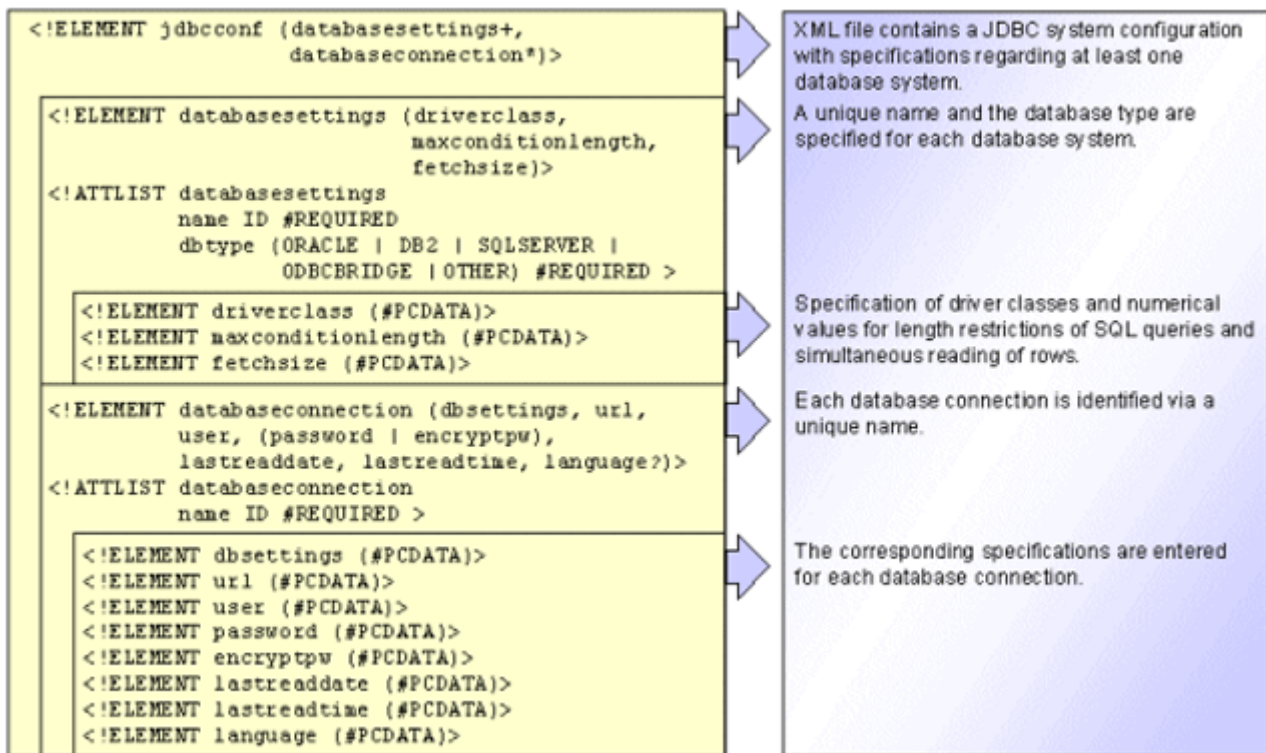 <!ELEMENT jdbcconf (databasesettings+,
databaseconnection*)>
XML file contains a JDBC system configuration
with specifications regarding at least one
database system.
<!ELEMENT databasesettings (driverclass,
maxconditionlength,
fetchsize)>
<!ATTLIST databasesettings
name ID #REQUIRED
dbtype (ORACLE | DB2 | SQLSERVER |
ODBCBRIDGE | OTHER) #REQUIRED >
A unique name and the database type are
specified for each database system.
<!ELEMENT driverclass (#PCDATA)>
<!ELEMENT maxconditionlength (#PCDATA)>
<!ELEMENT fetchsize (#PCDATA)>
Specification of driver classes and numerical
values for length restrictions of SQL queries and
simultaneous reading of rows.
<!ELEMENT databaseconnection (dbsettings, url,
user, (password | encryptpw),
lastreaddate, lastreadtime, language?)>
<!ATTLIST databaseconnection
name ID #REQUIRED >
Each database connection is identified via a
unique name.
<!ELEMENT dbsettings (#PCDATA)>
<!ELEMENT url (#PCDATA)>
<!ELEMENT user (#PCDATA)>
<!ELEMENT password (#PCDATA)>
<!ELEMENT encryptpw (#PCDATA)>
<!ELEMENT lastreaddate (#PCDATA)>
<!ELEMENT lastreadtime (#PCDATA)>
<!ELEMENT language (#PCDATA)>
The corresponding specifications are entered
for each database connection.